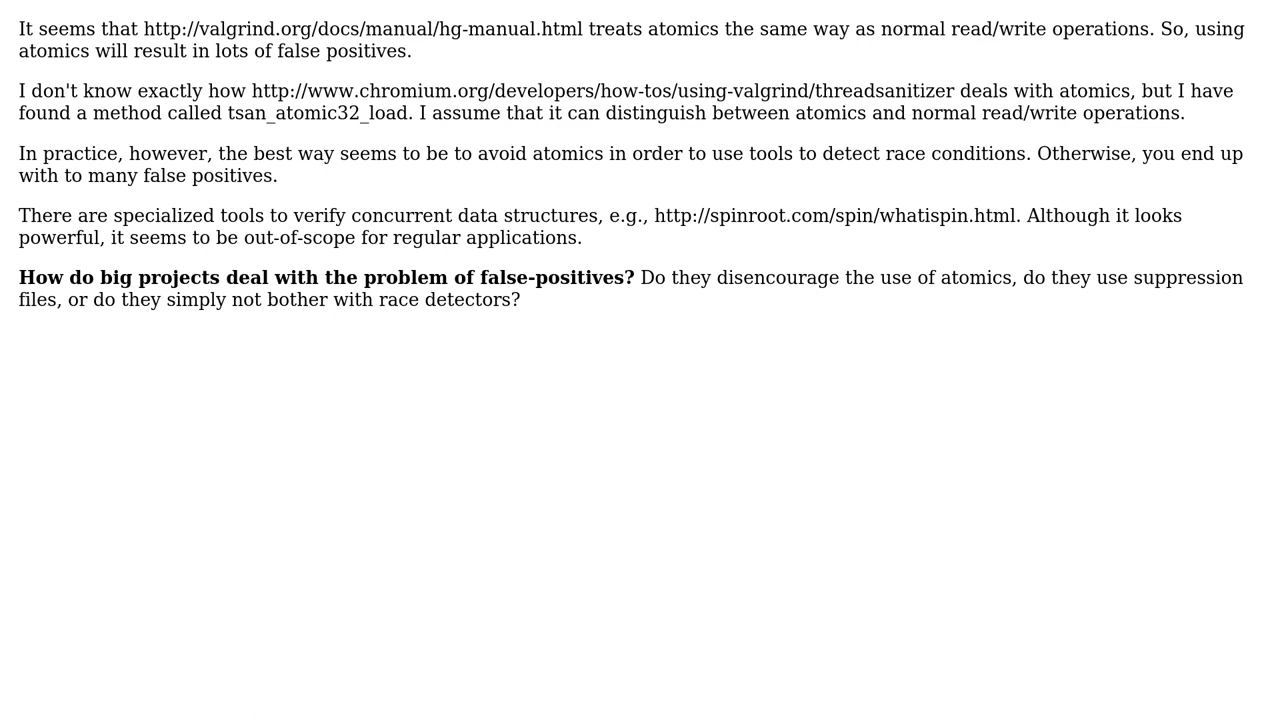 It seems that http://valgrind.org/docs/manual/hg-manual.html treats atomics the same way as normal read/write operations. So, using
atomics will result in lots of false positives.
I don't know exactly how http://www.chromium.org/developers/how-tos/using-valgrind/threadsanitizer deals with atomics, but I have
found a method called tsan_atomic32_load. I assume that it can distinguish between atomics and normal read/write operations.
In practice, however, the best way seems to be to avoid atomics in order to use tools to detect race conditions. Otherwise, you end up
with to many false positives.
There are specialized tools to verify concurrent data structures, e.g., http://spinroot.com/spin/whatispin.html. Although it looks
powerful, it seems to be out-of-scope for regular applications.
How do big projects deal with the problem of false-positives? Do they disencourage the use of atomics, do they use suppression
files, or do they simply not bother with race detectors?